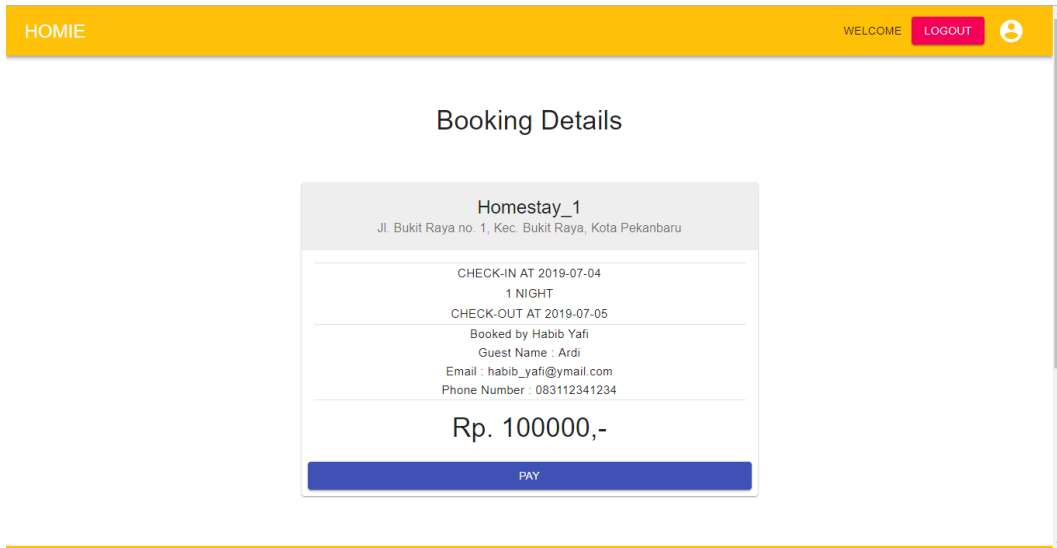 HOMIE
WELCOME
LOGOUT
Booking Details
Homestay_1
Jl. Bukit Raya no. 1, Kec. Bukit Raya, Kota Pekanbaru
CHECK-IN AT 2019-07-04
1 NIGHT
CHECK-OUT AT 2019-07-05
Booked by Habib Yafi
Guest Name : Ardi
Email : habib_yafi@ymail.com
Phone Number : 083112341234
Rp. 100000,-
PAY